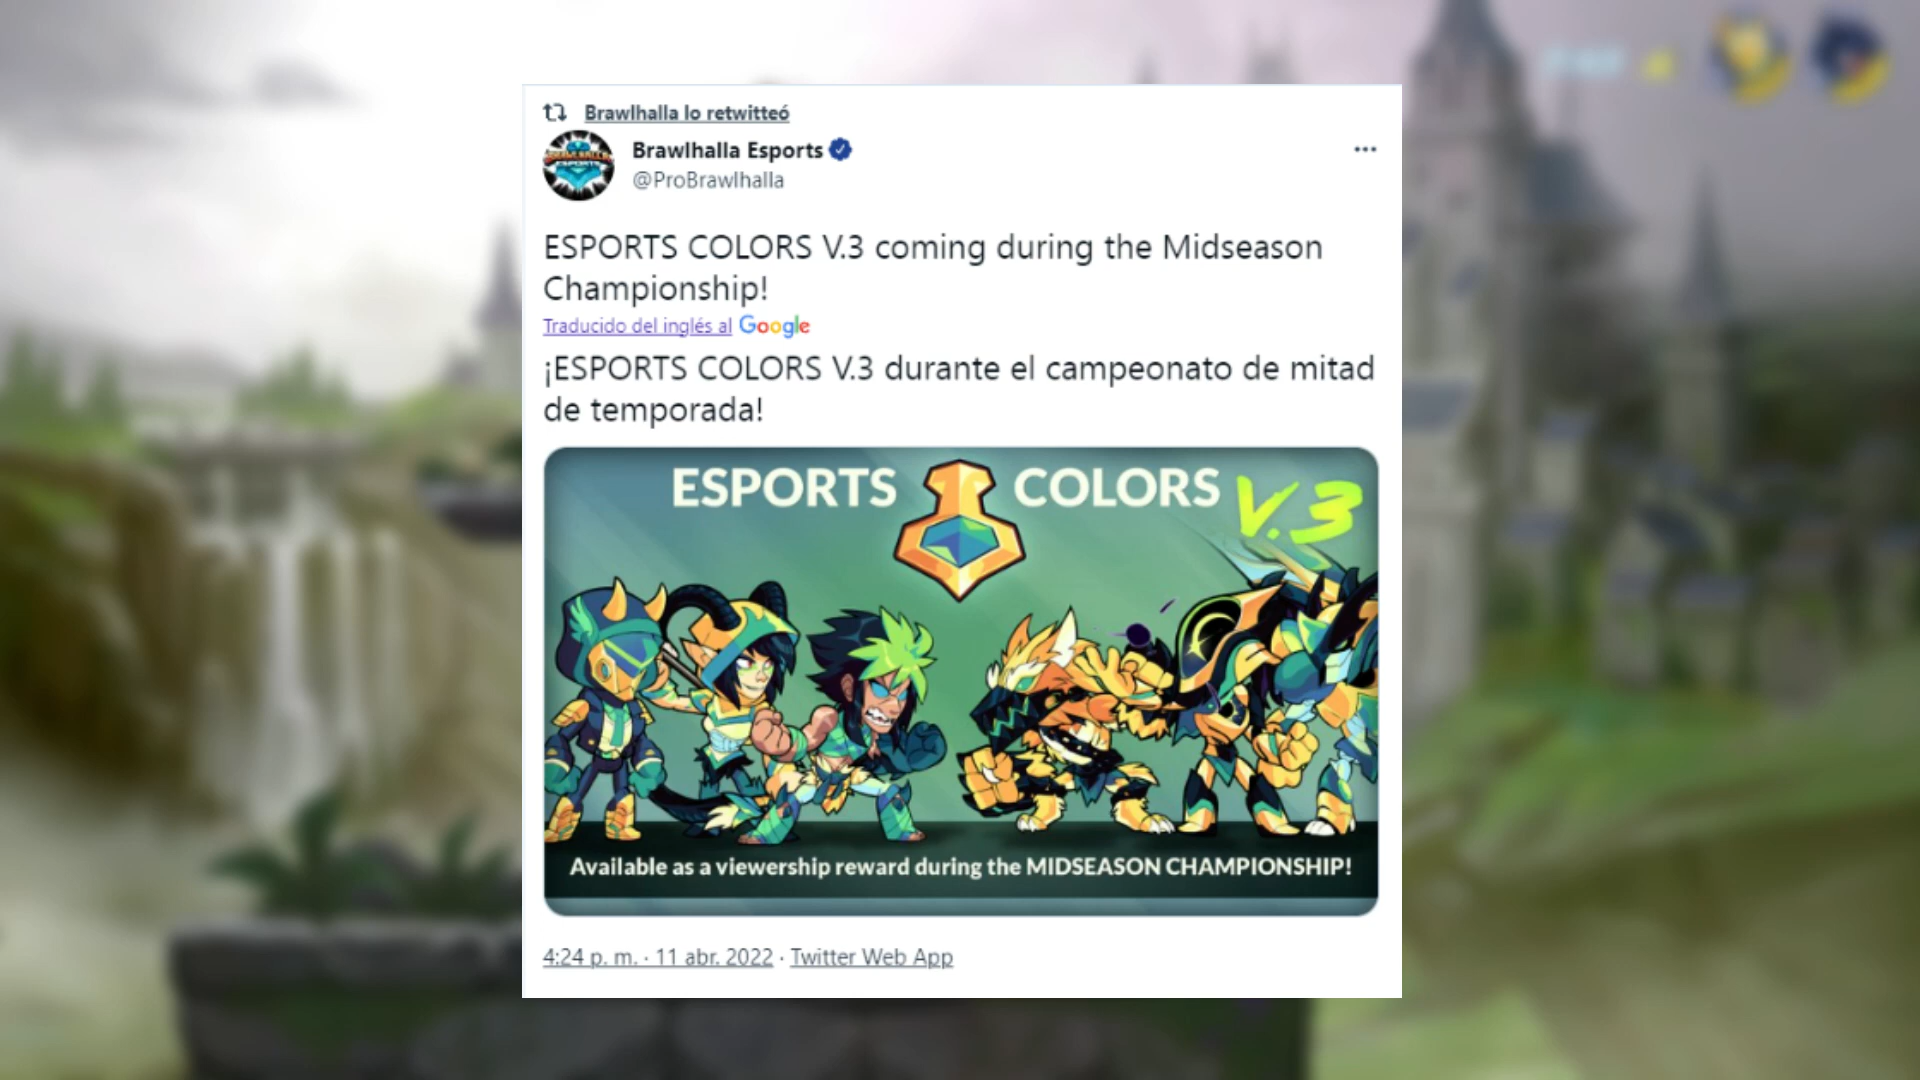 Brawlhalla lo retwitteó
Brawlhalla Esports
@ProBrawlhalla
ESPORTS COLORS V.3 coming during the Midseason
Championship!
Traducido del inglés al Google
¡ESPORTS COLORS V.3 durante el campeonato de mitad
de temporada!
ESPORTS COLORS V.3
Available as a viewership reward during the MIDSEASON CHAMPIONSHIP!
4:24 p. m. · 11 abr. 2022 · Twitter Web App